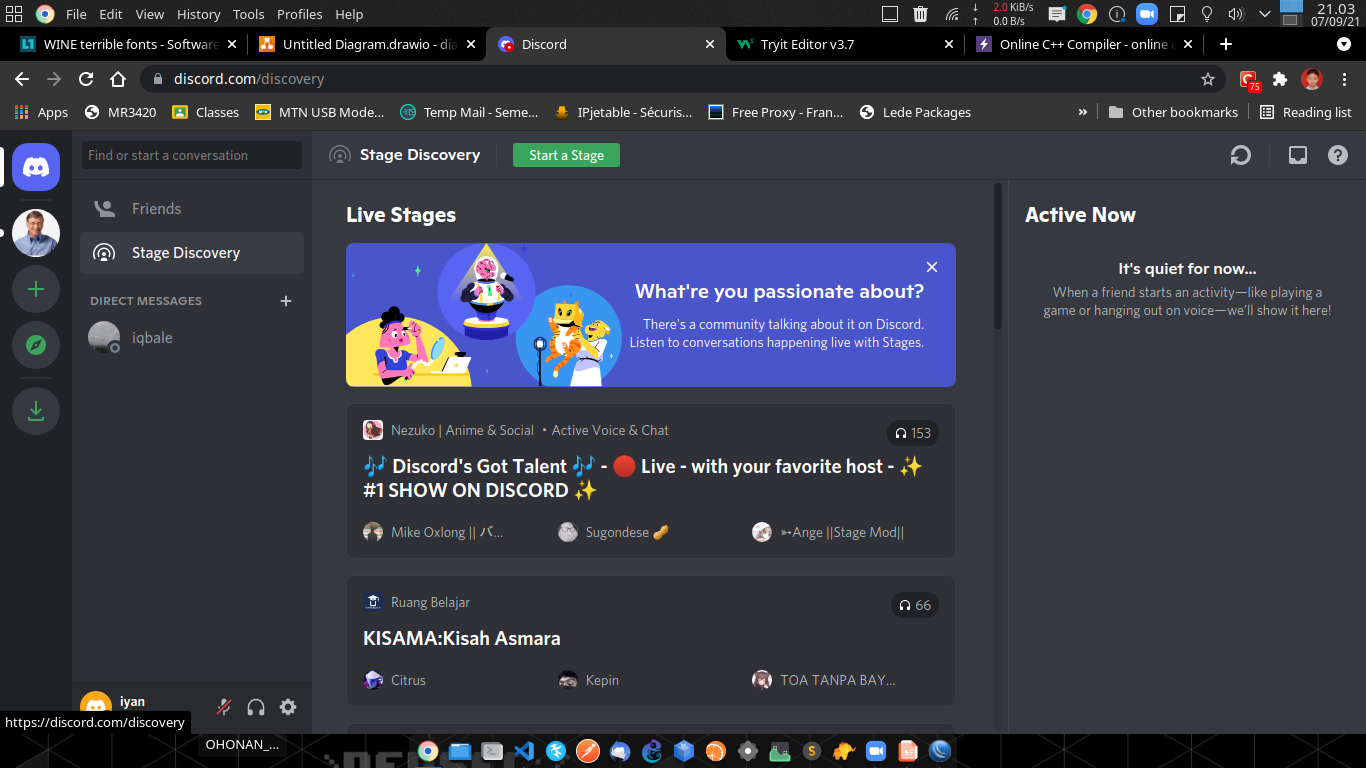 File Edit View History Tools Profiles Help
2.0 KiB/s
0.0 B/s
21.03
07/09/21
WINE terrible fonts - Software
Untitled Diagram.drawio - dia
Discord
Tryit Editor v3.7
Online C++ Compiler - online
discord.com/discovery
75
Apps
MR3420
Classes
MTN USB Mode...
Temp Mail - Seme...
IPjetable - Sécuris...
Free Proxy - Fran...
Lede Packages
»
Other bookmarks
Reading list
Find or start a conversation
Friends
Stage Discovery
DIRECT MESSAGES +
iqbale
iyan
https://discord.com/discovery
OHONAN_...
Stage Discovery
Start a Stage
Live Stages
What're you passionate about?
There's a community talking about it on Discord.
Listen to conversations happening live with Stages.
Nezuko | Anime & Social • Active Voice & Chat
153
🎶 Discord's Got Talent 🎶 - 🔴 Live - with your favorite host - ✨
#1 SHOW ON DISCORD ✨
Mike Oxlong || バ...
Sugondese 🥜
➳Ange ||Stage Mod||
Ruang Belajar
66
KISAMA:Kisah Asmara
Citrus
Kepin
TOA TANPA BAY...
Active Now
It's quiet for now...
When a friend starts an activity—like playing a
game or hanging out on voice—we'll show it here!